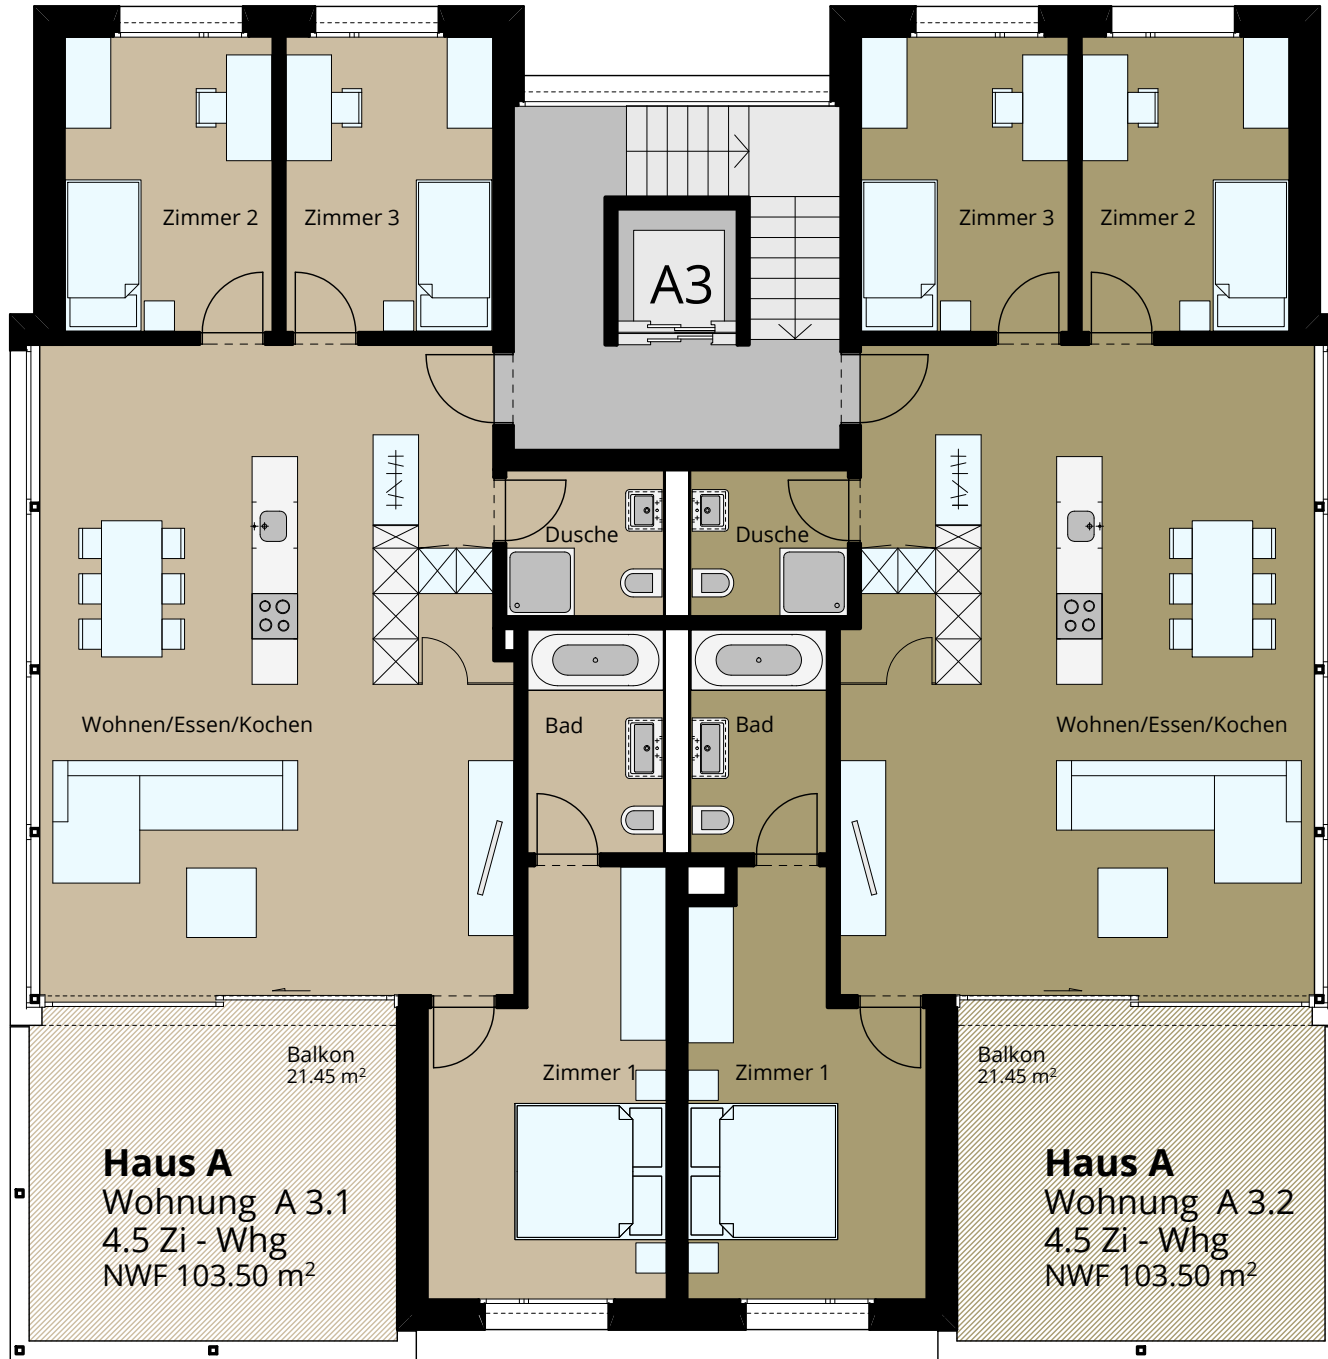 Zimmer 2
Zimmer 3
Zimmer 3
Zimmer 2
A3
Dusche
Dusche
Wohnen/Essen/Kochen
Bad
Bad
Wohnen/Essen/Kochen
Balkon
21.45 m²
Zimmer 1
Zimmer 1
Balkon
21.45 m²
Haus A
Wohnung A 3.1
4.5 Zi - Whg
NWF 103.50 m²
Haus A
Wohnung A 3.2
4.5 Zi - Whg
NWF 103.50 m²